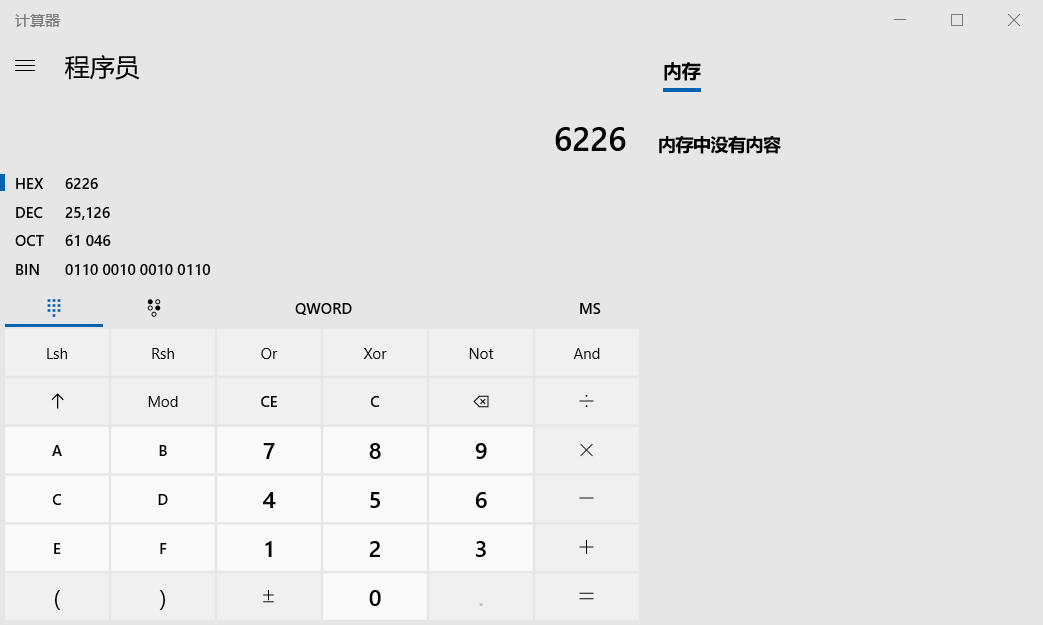 计算器
程序员
内存
6226
内存中没有内容
HEX 6226
DEC 25,126
OCT 61 046
BIN 0110 0010 0010 0110
QWORD MS
Lsh Rsh Or Xor Not And
↑ Mod CE C ⌫ ÷
A B 7 8 9 ×
C D 4 5 6 −
E F 1 2 3 +
( ) ± 0 . =